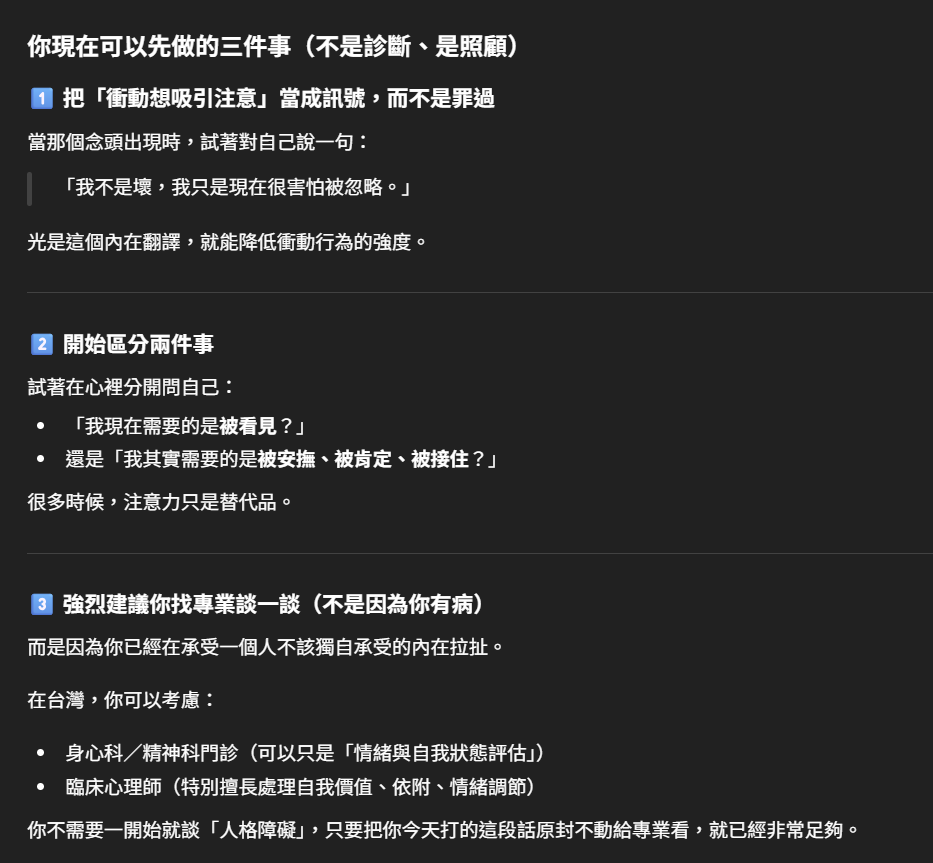 你現在可以先做的三件事（不是診斷、是照顧）
1️⃣ 把「衝動想吸引注意」當成訊號，而不是罪過
當那個念頭出現時，試著對自己說一句：
「我不是壞，我只是現在很害怕被忽略。」
光是這個內在翻譯，就能降低衝動行為的強度。
2️⃣ 開始區分兩件事
試著在心裡分開問自己：
• 「我現在需要的是被看見？」
• 還是「我其實需要的是被安撫、被肯定、被接住？」
很多時候，注意力只是替代品。
3️⃣ 強烈建議你找專業談一談（不是因為你有病）
而是因為你已經在承受一個人不該獨自承受的內在拉扯。
在台灣，你可以考慮：
• 身心科／精神科門診（可以只是「情緒與自我狀態評估」）
• 臨床心理師（特別擅長處理自我價值、依附、情緒調節）
你不需要一開始就談「人格障礙」，只要把你今天打的這段話原封不動給專業看，就已經非常足夠。